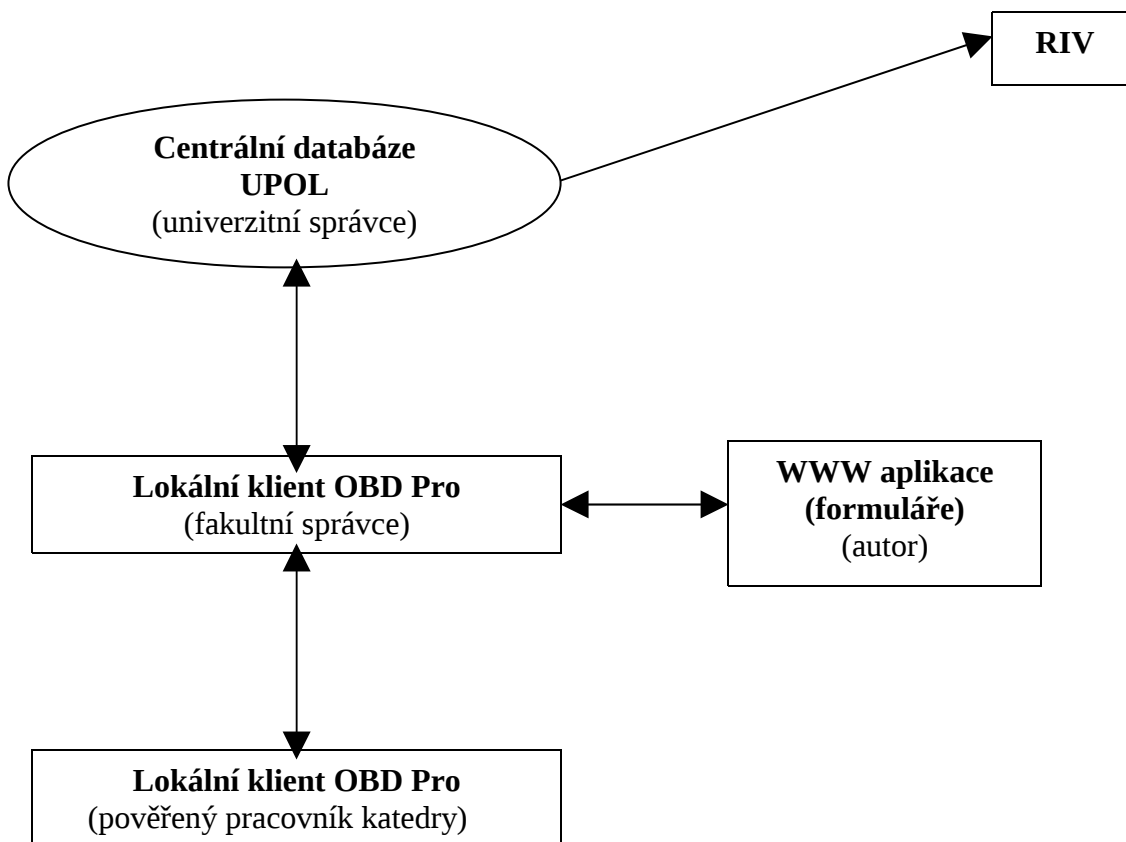 RIV
Centrální databáze
UPOL
(univerzitní správce)
Lokální klient OBD Pro
(fakultní správce)
WWW aplikace
(formuláře)
(autor)
Lokální klient OBD Pro
(pověřený pracovník katedry)